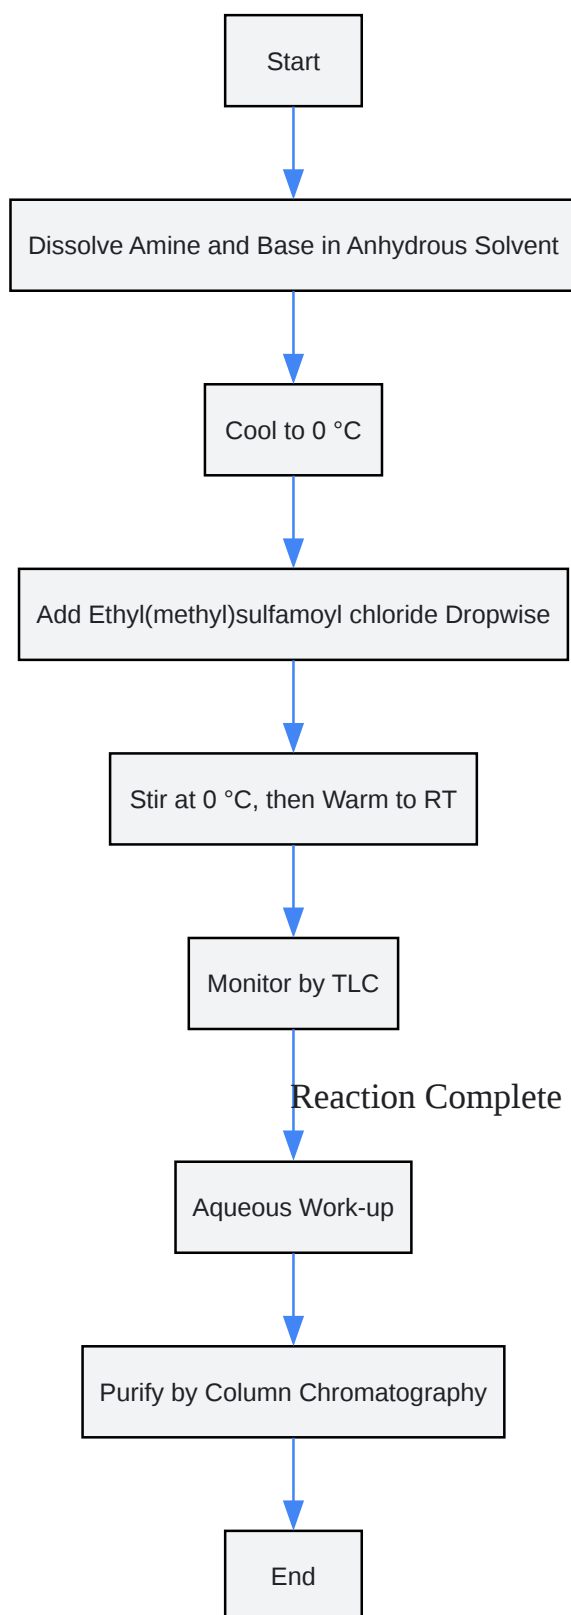 Start
Dissolve Amine and Base in Anhydrous Solvent
Cool to 0 °C
Add Ethyl(methyl)sulfamoyl chloride Dropwise
Stir at 0 °C, then Warm to RT
Monitor by TLC
Reaction Complete
Aqueous Work-up
Purify by Column Chromatography
End